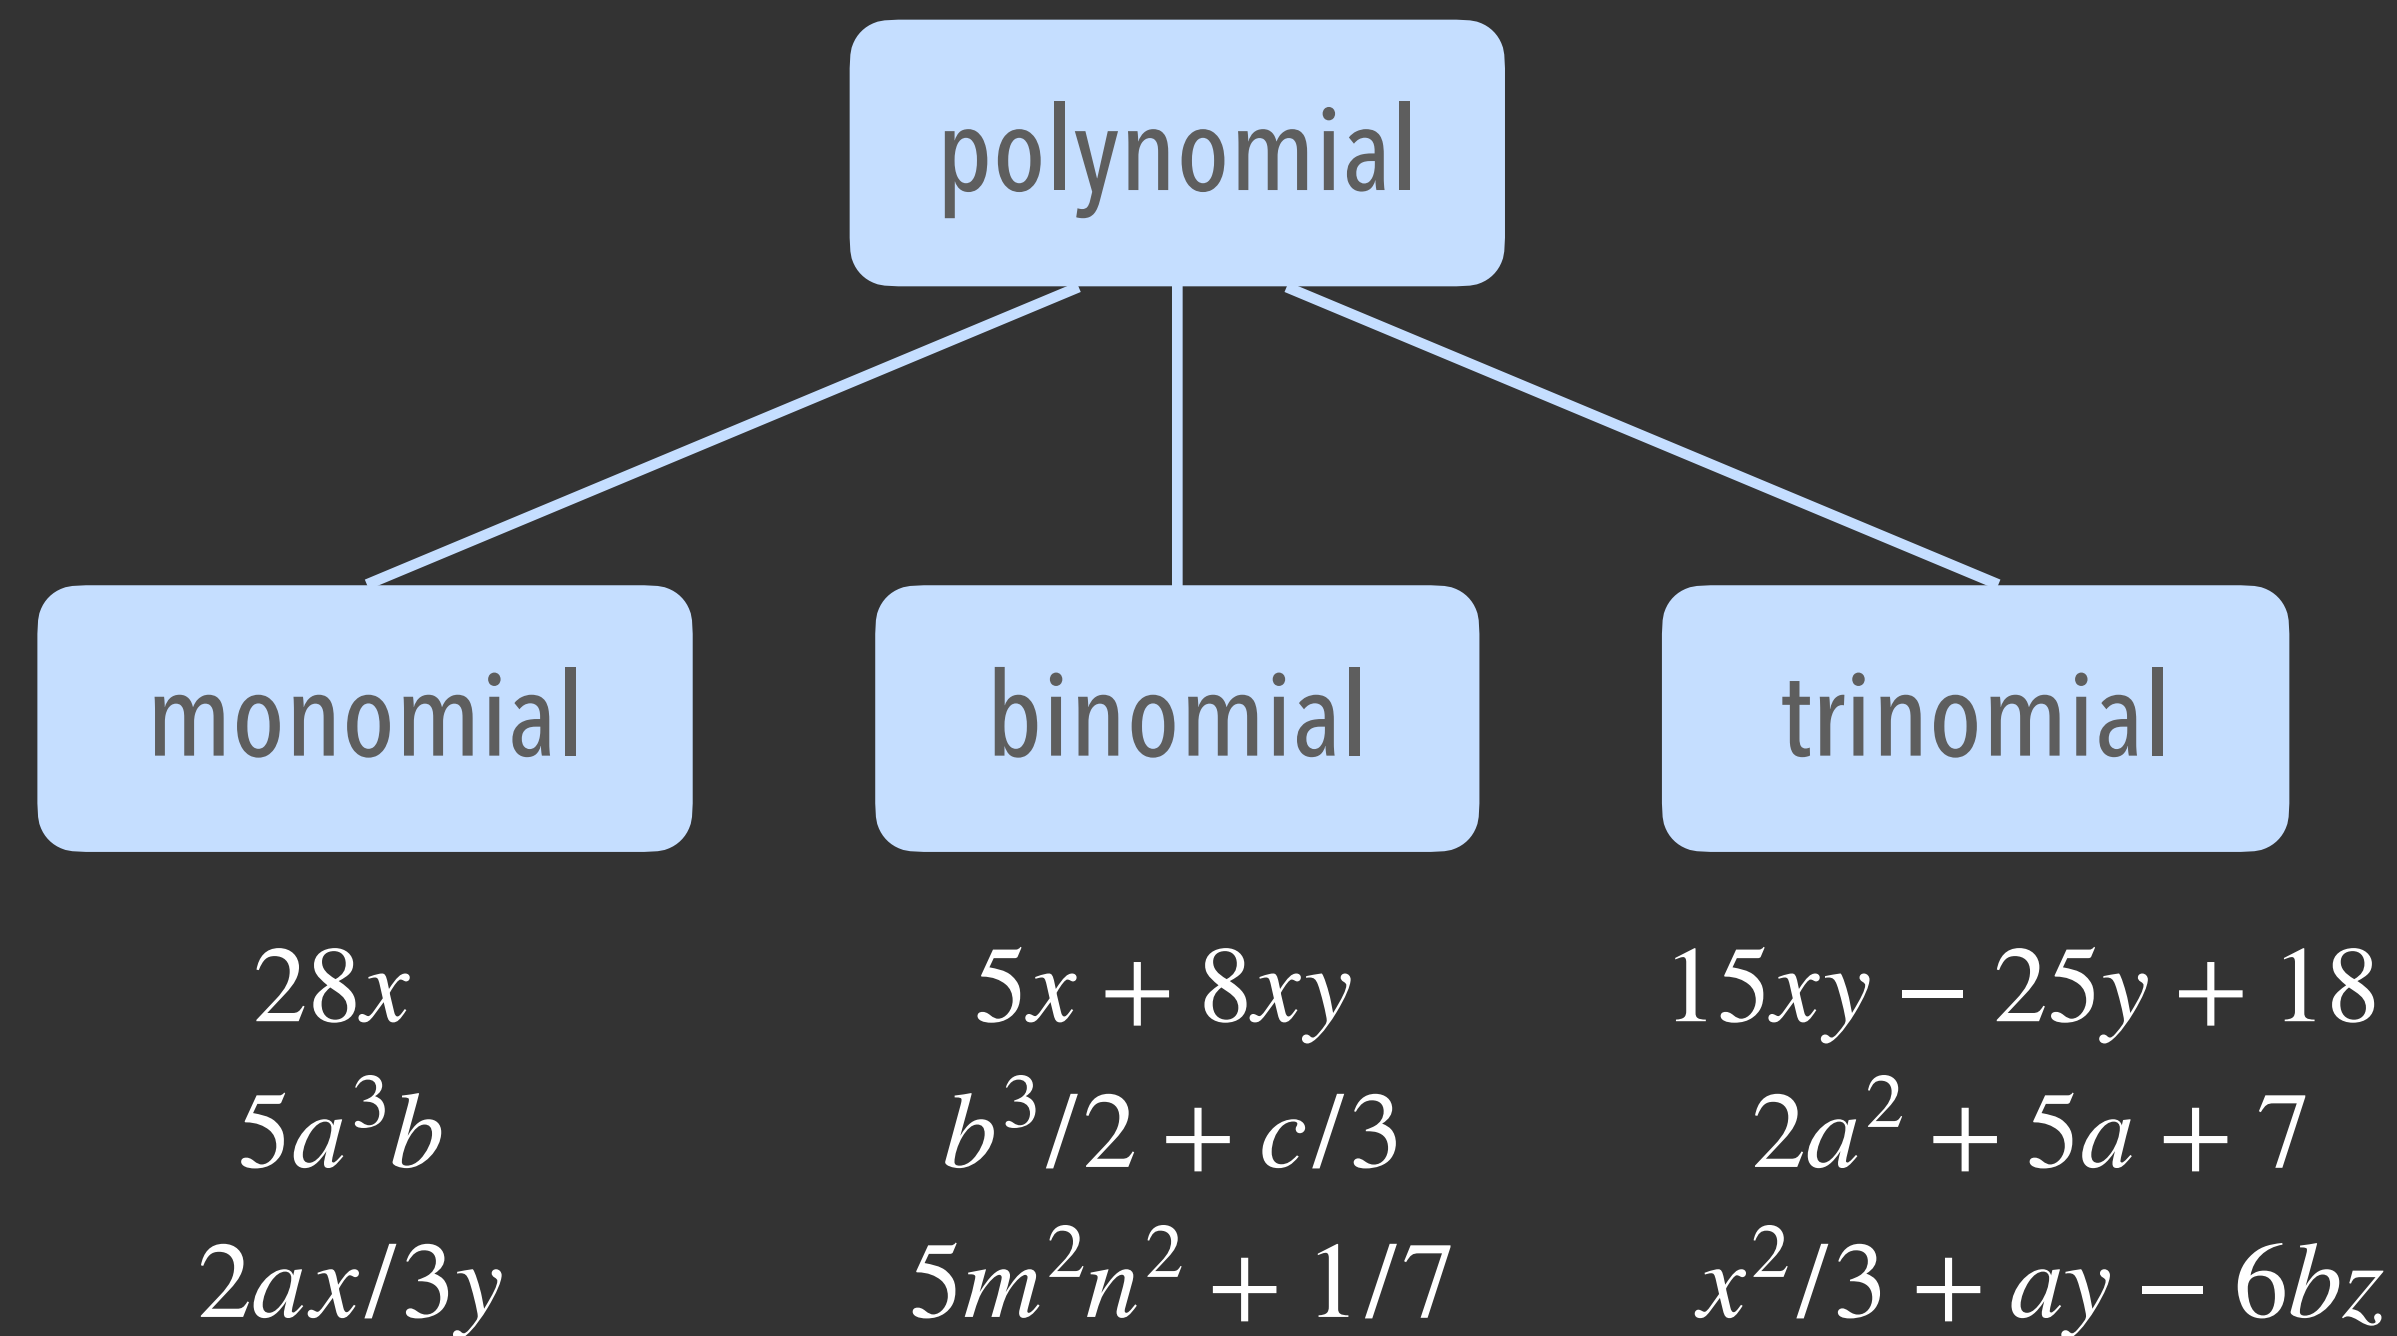 polynomial
monomial
binomial
trinomial
28x
5x + 8xy
15xy − 25y + 18
5a³b
b³/2 + c/3
2a² + 5a + 7
2ax/3y
5m²n² + 1/7
x²/3 + ay − 6bz